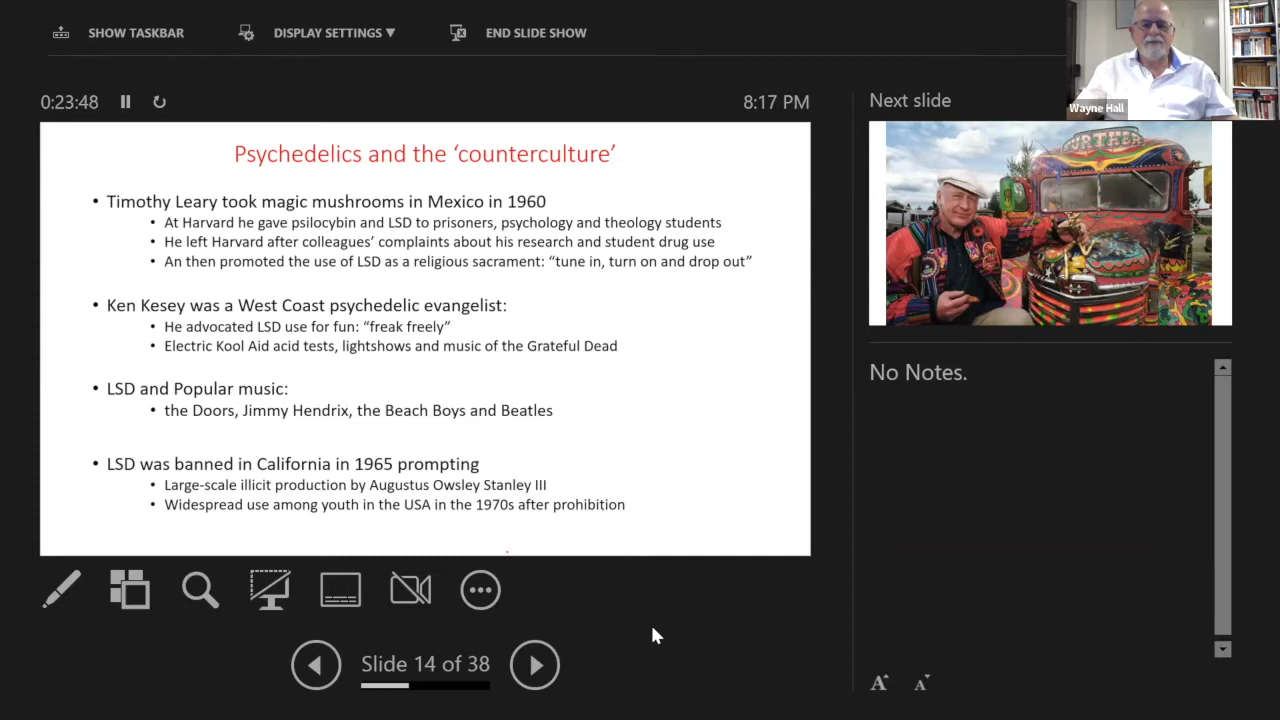 SHOW TASKBAR
DISPLAY SETTINGS ▼
END SLIDE SHOW
0:23:48
8:17 PM
Next slide
Wayne Hall
Psychedelics and the ‘counterculture’
• Timothy Leary took magic mushrooms in Mexico in 1960
• At Harvard he gave psilocybin and LSD to prisoners, psychology and theology students
• He left Harvard after colleagues’ complaints about his research and student drug use
• An then promoted the use of LSD as a religious sacrament: “tune in, turn on and drop out”
• Ken Kesey was a West Coast psychedelic evangelist:
• He advocated LSD use for fun: “freak freely”
• Electric Kool Aid acid tests, lightshows and music of the Grateful Dead
• LSD and Popular music:
• the Doors, Jimmy Hendrix, the Beach Boys and Beatles
• LSD was banned in California in 1965 prompting
• Large-scale illicit production by Augustus Owsley Stanley III
• Widespread use among youth in the USA in the 1970s after prohibition
FURTHER
No Notes.
Slide 14 of 38
A A